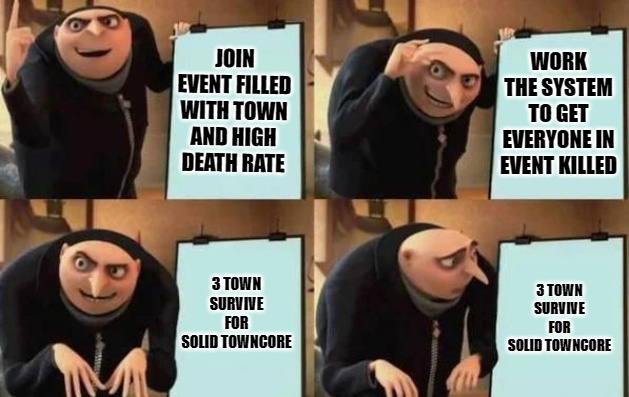 JOIN
EVENT FILLED
WITH TOWN
AND HIGH
DEATH RATE
WORK
THE SYSTEM
TO GET
EVERYONE IN
EVENT KILLED
3 TOWN
SURVIVE
FOR
SOLID TOWNCORE
3 TOWN
SURVIVE
FOR
SOLID TOWNCORE